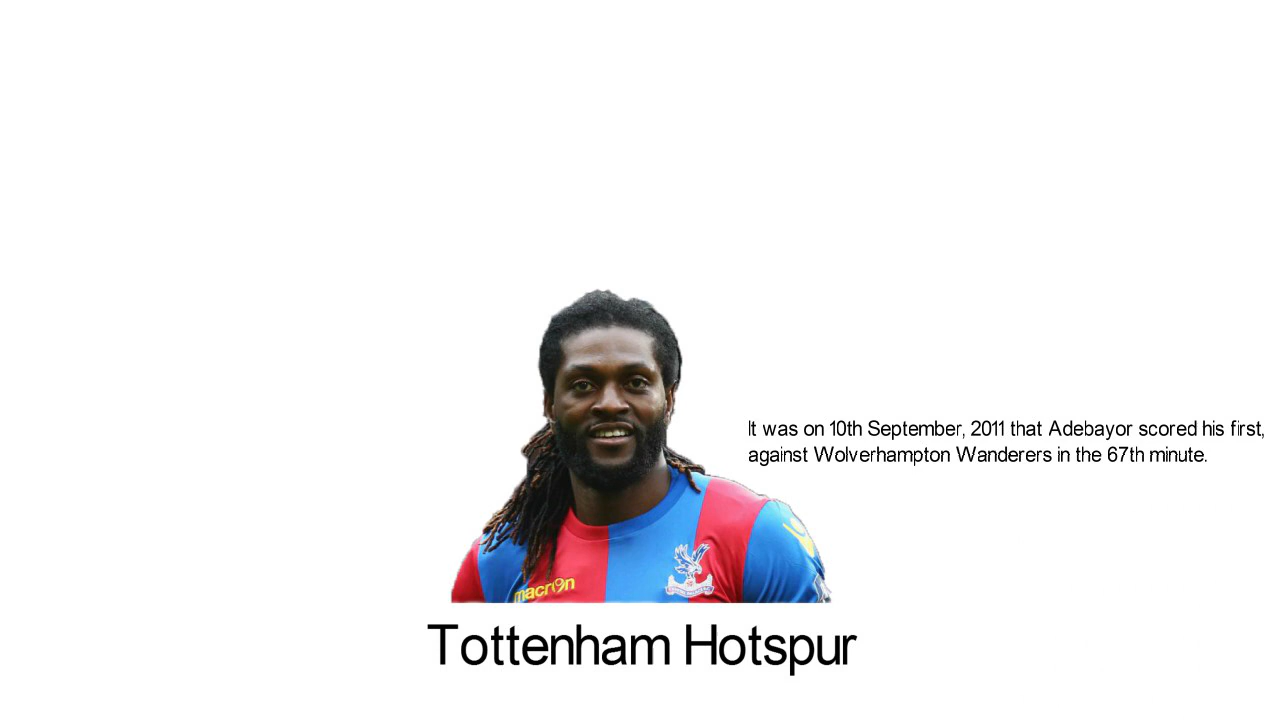 It was on 10th September, 2011 that Adebayor scored his first,
against Wolverhampton Wanderers in the 67th minute.
macron
Tottenham Hotspur